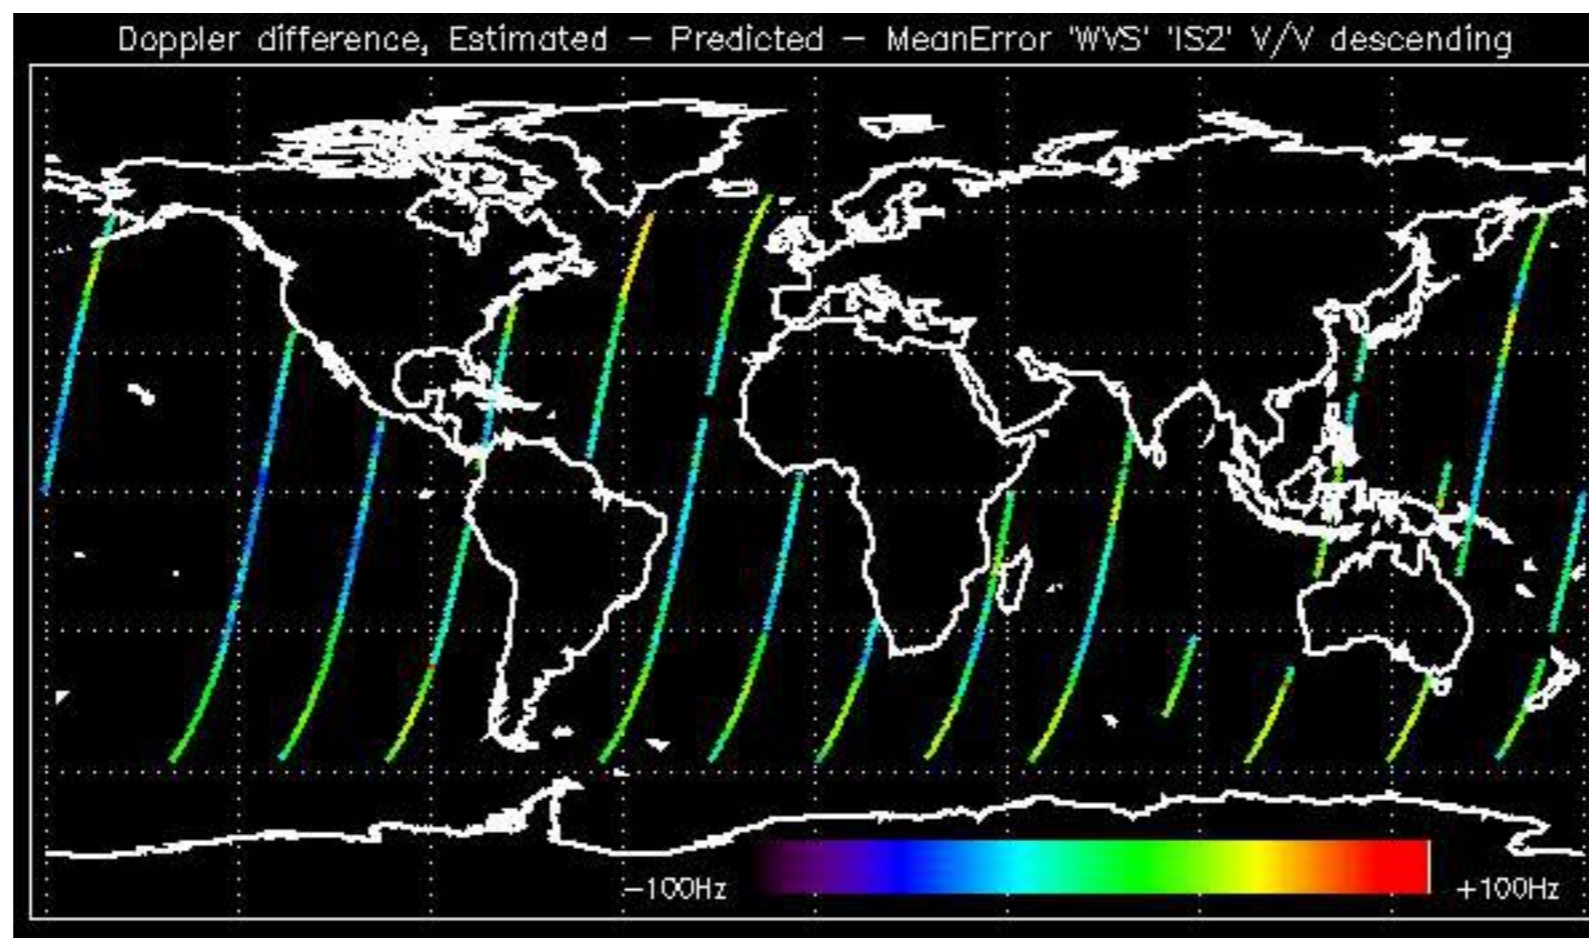 Doppler difference, Estimated – Predicted – MeanError 'WVS' 'IS2' V/V descending
-100Hz +100Hz